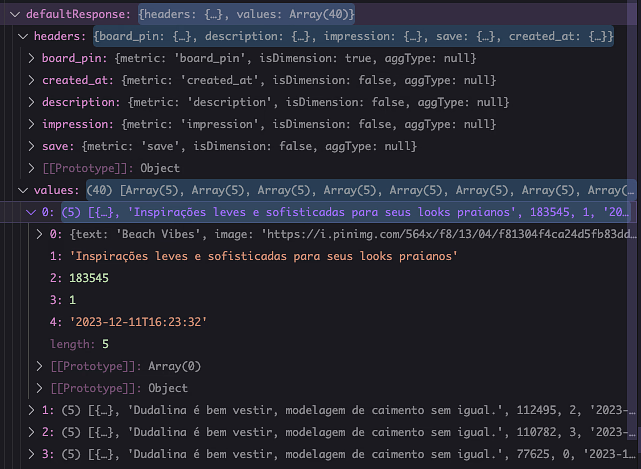 defaultResponse: {headers: {…}, values: Array(40)}
headers: {board_pin: {…}, description: {…}, impression: {…}, save: {…}, created_at: {…}}
board_pin: {metric: 'board_pin', isDimension: true, aggType: null}
created_at: {metric: 'created_at', isDimension: false, aggType: null}
description: {metric: 'description', isDimension: false, aggType: null}
impression: {metric: 'impression', isDimension: false, aggType: null}
save: {metric: 'save', isDimension: false, aggType: null}
[[Prototype]]: Object
values: (40) [Array(5), Array(5), Array(5), Array(5), Array(5), Array(5), Array(5), Array(…
0: (5) [{…}, 'Inspirações leves e sofisticadas para seus looks praianos', 183545, 1, '20…
0: {text: 'Beach Vibes', image: 'https://i.pinimg.com/564x/f8/13/04/f81304f4ca24d5fb83dd…
1: 'Inspirações leves e sofisticadas para seus looks praianos'
2: 183545
3: 1
4: '2023-12-11T16:23:32'
length: 5
[[Prototype]]: Array(0)
[[Prototype]]: Object
1: (5) [{…}, 'Dudalina é bem vestir, modelagem de caimento sem igual.', 112495, 2, '2023-…
2: (5) [{…}, 'Dudalina é bem vestir, modelagem de caimento sem igual.', 110782, 3, '2023-…
3: (5) [{…}, 'Dudalina é bem vestir, modelagem de caimento sem igual.', 77625, 0, '2023-1…